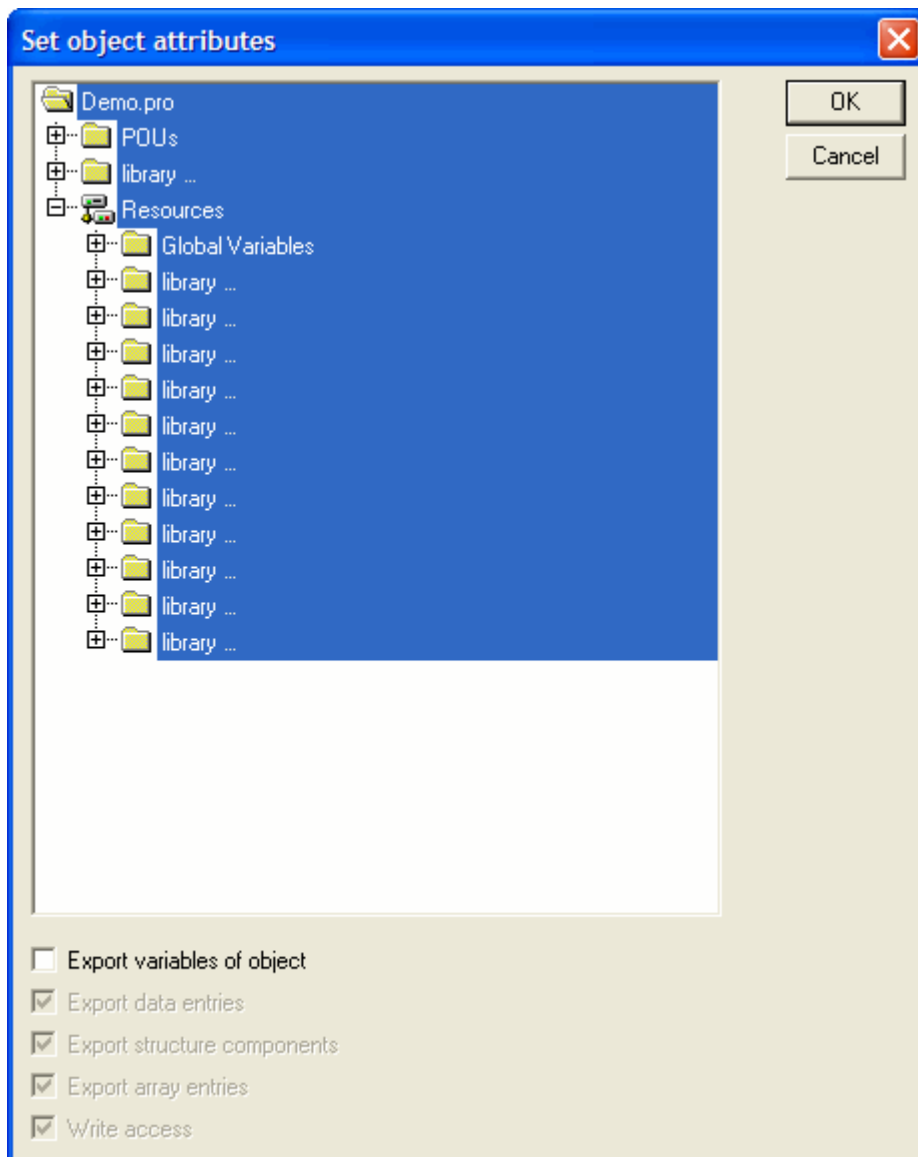 Set object attributes
Demo.pro
OK
POUs
Cancel
library ...
Resources
Global Variables
library ...
library ...
library ...
library ...
library ...
library ...
library ...
library ...
library ...
library ...
library ...
Export variables of object
Export data entries
Export structure components
Export array entries
Write access